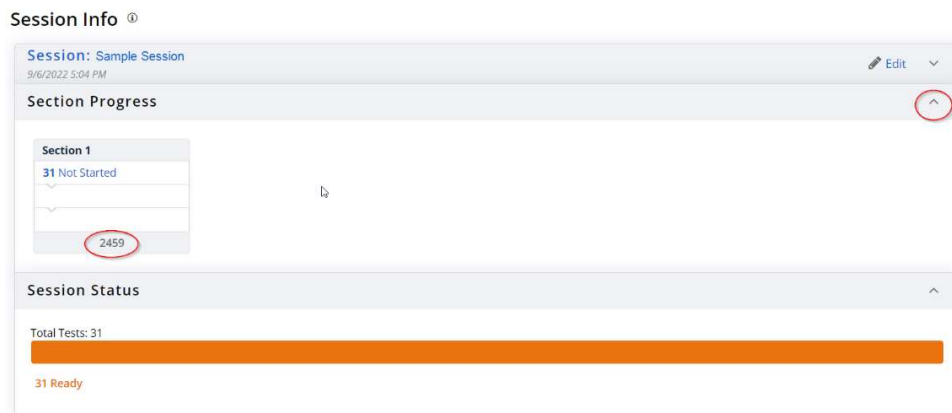 Session Info
Session: Sample Session
9/6/2022 5:04 PM
Edit
Section Progress
Section 1
31 Not Started
2459
Session Status
Total Tests: 31
31 Ready